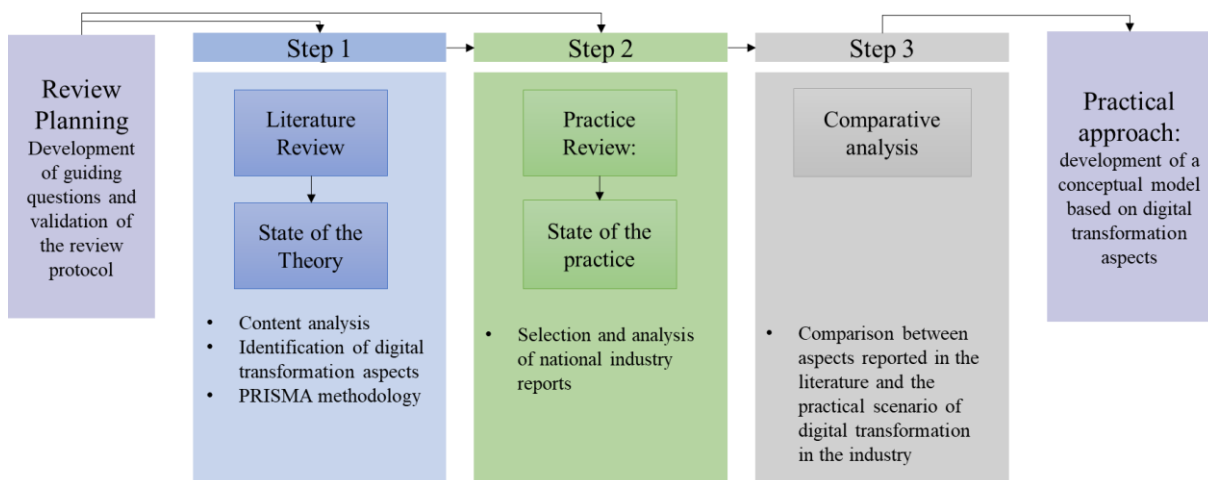 Review
Planning
Development
of guiding
questions and
validation of
the review
protocol
Step 1
Literature
Review
State of the
Theory
• Content analysis
• Identification of digital
transformation aspects
• PRISMA methodology
Step 2
Practice
Review:
State of the
practice
• Selection and analysis
of national industry
reports
Step 3
Comparative
analysis
• Comparison between
aspects reported in the
literature and the
practical scenario of
digital transformation
in the industry
Practical
approach:
development of a
conceptual model
based on digital
transformation
aspects